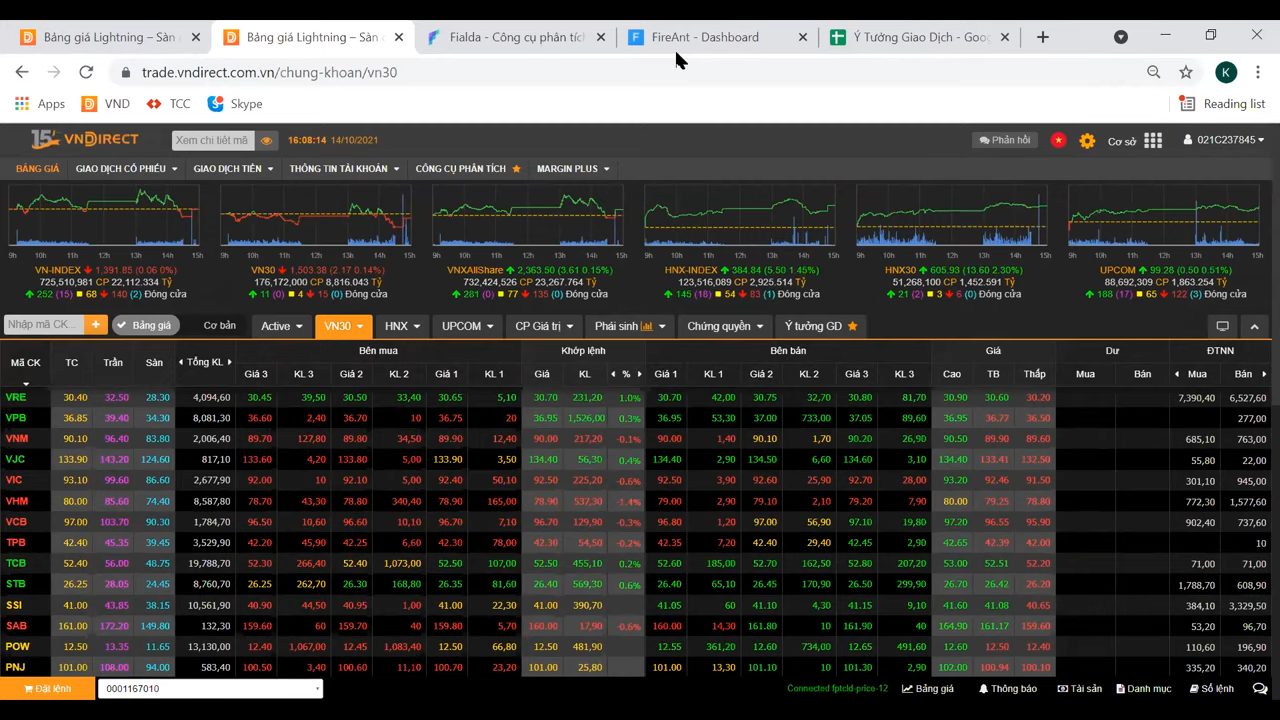 Bảng giá Lightning – Sàn Bảng giá Lightning – Sàn Fialda - Công cụ phân tích FireAnt - Dashboard Ý Tưởng Giao Dịch - Goog
trade.vndirect.com.vn/chung-khoan/vn30 K
Apps VND TCC Skype Reading list
15 VNDIRECT Xem chi tiết mã 16:08:14 14/10/2021 Phản hồi Cơ sở 021C237845
BẢNG GIÁ GIAO DỊCH CỔ PHIẾU GIAO DỊCH TIỀN THÔNG TIN TÀI KHOẢN CÔNG CỤ PHÂN TÍCH MARGIN PLUS
9h 10h 11h 13h 14h 15h 9h 10h 11h 13h 14h 15h 9h 10h 11h 13h 14h 15h 9h 10h 11h 13h 14h 15h 9h 10h 11h 13h 14h 15h 9h 10h 11h 13h 14h 15h
VN-INDEX 1,391.85 (0.06 0%) VN30 1,503.38 (2.17 0.14%) VNXAllShare 2,363.50 (3.61 0.15%) HNX-INDEX 384.84 (5.50 1.45%) HNX30 605.93 (13.60 2.30%) UPCOM 99.28 (0.50 0.51%)
725,510,981 CP 22,112.334 Tỷ 176,172,000 CP 8,816.043 Tỷ 732,424,526 CP 23,267.764 Tỷ 123,516,089 CP 2,925.514 Tỷ 51,268,100 CP 1,452.591 Tỷ 88,692,309 CP 1,863.254 Tỷ
252 (15) 68 140 (2) Đóng cửa 11 (0) 4 15 (0) Đóng cửa 281 (0) 77 135 (0) Đóng cửa 145 (18) 54 83 (1) Đóng cửa 21 (2) 3 6 (0) Đóng cửa 188 (17) 65 122 (3) Đóng cửa
Nhập mã CK... + Bảng giá Cơ bản Active VN30 HNX UPCOM CP Giá trị Phái sinh Chứng quyền Ý tưởng GD
Mã CK TC Trần Sàn Tổng KL Bên mua Khớp lệnh Bên bán Giá Dư ĐTNN
Giá 3 KL 3 Giá 2 KL 2 Giá 1 KL 1 Giá KL % Giá 1 KL 1 Giá 2 KL 2 Giá 3 KL 3 Cao TB Thấp Mua Bán Mua Bán
VRE 30.40 32.50 28.30 4,094,60 30.45 39,50 30.50 33,40 30.65 5,10 30.70 231,20 1.0% 30.70 42,00 30.75 32,70 30.80 81,70 30.90 30.60 30.20 7,390,40 6,527,60
VPB 36.85 39.40 34.30 8,081,30 36.60 2,40 36.70 10 36.75 20 36.95 1,526,00 0.3% 36.95 53,30 37.00 733,00 37.05 89,60 36.95 36.77 36.50 277,00
VNM 90.10 96.40 83.80 2,006,40 89.70 127,80 89.80 34,50 89.90 12,40 90.00 217,20 -0.1% 90.00 1,40 90.10 1,70 90.20 26,90 90.50 89.90 89.60 685,10 763,00
VJC 133.90 143.20 124.60 817,10 133.60 4,20 133.80 5,00 133.90 3,50 134.40 56,30 0.4% 134.40 2,90 134.50 6,60 134.60 3,10 134.40 133.41 132.50 55,80 22,00
VIC 93.10 99.60 86.60 2,677,90 92.00 10 92.10 5,00 92.40 50,10 92.50 225,20 -0.6% 92.50 3,90 92.60 25,90 92.70 28,00 93.20 92.46 91.50 301,10 945,00
VHM 80.00 85.60 74.40 8,587,80 78.70 43,30 78.80 340,40 78.90 165,00 78.90 537,30 -1.4% 79.00 2,90 79.10 2,10 79.20 7,90 80.00 79.25 78.80 772,30 1,577,60
VCB 97.00 103.70 90.30 1,784,70 96.50 10,60 96.60 10,10 96.70 7,10 96.70 129,90 -0.3% 96.80 1,20 97.00 56,90 97.10 19,80 97.20 96.55 95.90 902,40 737,60
TPB 42.40 45.35 39.45 3,529,90 42.20 45,90 42.25 6,60 42.30 78,00 42.30 54,50 -0.2% 42.35 7,20 42.40 29,40 42.45 2,90 42.65 42.39 42.00 10
TCB 52.40 56.00 48.75 19,788,70 52.30 266,40 52.40 1,073,00 52.50 107,00 52.50 455,10 0.2% 52.60 185,00 52.70 162,50 52.80 207,20 53.00 52.51 52.20 71,00 71,00
STB 26.25 28.05 24.45 8,760,70 26.25 262,70 26.30 168,80 26.35 81,60 26.40 569,30 0.6% 26.40 65,10 26.45 170,90 26.50 299,90 26.70 26.42 26.20 1,788,70 608,90
SSI 41.00 43.85 38.15 10,561,90 40.90 44,50 40.95 1,00 41.00 22,30 41.00 390,70 41.05 60 41.10 4,30 41.15 9,10 41.60 41.08 40.65 384,10 3,329,50
SAB 161.00 172.20 149.80 132,30 159.60 60 159.70 40 159.80 5,70 160.00 17,90 -0.6% 160.00 14,30 161.80 10 161.90 40 164.90 161.17 159.60 53,20 96,70
POW 12.50 13.35 11.65 13,130,00 12.40 1,067,00 12.45 1,083,40 12.50 66,80 12.50 481,90 12.55 361,20 12.60 734,00 12.65 491,60 12.60 12.50 12.40 110,60 196,90
PNJ 101.00 108.00 94.00 583,40 100.50 3,40 100.60 11,10 100.70 23,20 101.00 25,80 101.00 13,30 101.10 10 101.30 2,90 102.00 100.94 100.10 335,20 340,20
Đặt lệnh 0001167010 Connected fptcld-price-12 Bảng giá Thông báo Tài sản Danh mục Sổ lệnh